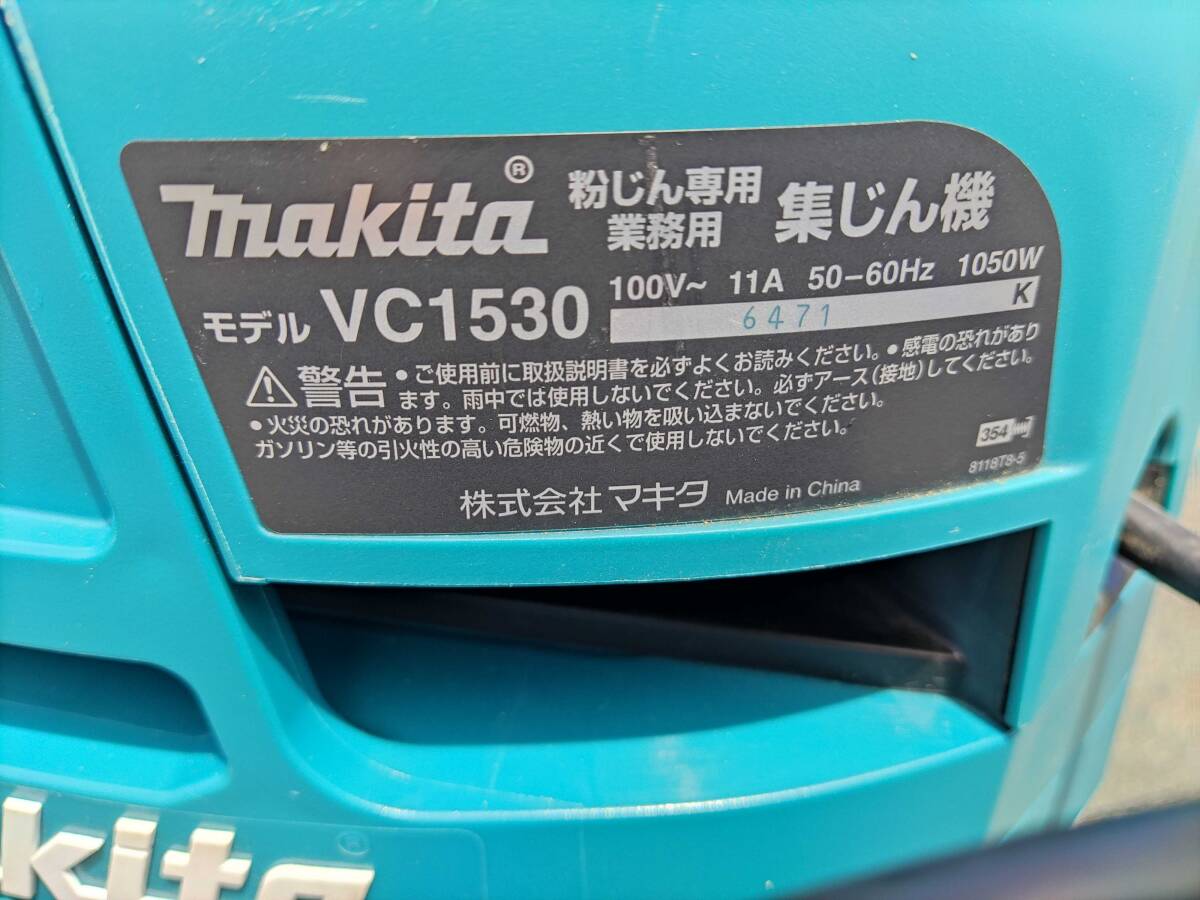 makita®
粉じん専用
業務用
集じん機
モデル VC1530
100V~ 11A 50-60Hz 1050W
6471 K
警告 •ご使用前に取扱説明書を必ずよくお読みください。•感電の恐れがあり
ます。雨中では使用しないでください。必ずアース(接地)してください。
•火災の恐れがあります。可燃物、熱い物を吸い込まないでください。
ガソリン等の引火性の高い危険物の近くで使用しないでください。
354
8118T8-5
株式会社 マキタ Made in China
kita®